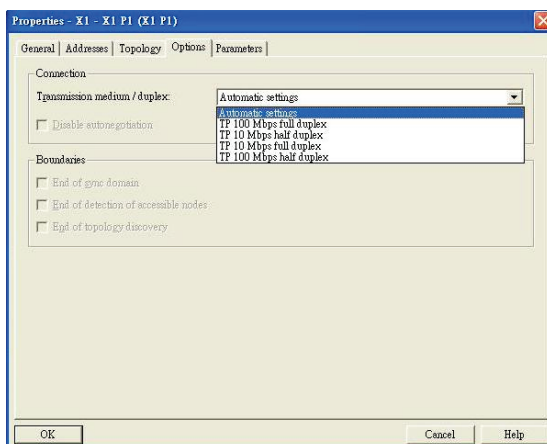 Properties - X1 - X1 P1 (X1 P1)
General Addresses Topology Options Parameters
Connection
Transmission medium / duplex: Automatic settings
Automatic settings
TP 100 Mbps full duplex
Disable autonegotiation
TP 10 Mbps half duplex
TP 10 Mbps full duplex
TP 100 Mbps half duplex
Boundaries
End of sync domain
End of detection of accessible nodes
End of topology discovery
OK Cancel Help